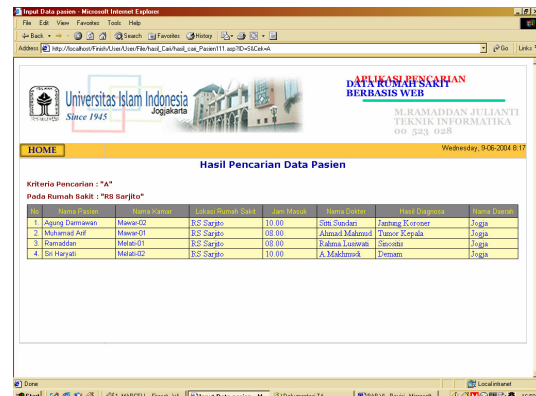 Input Data pasien - Microsoft Internet Explorer
File Edit View Favorites Tools Help
Back Search Favorites History
Address http://localhost/Finish/User/User/File/hasil_Cari/hasil_cari_Pasien111.asp?ID=S&Cek=A Go Links
Universitas Islam Indonesia
Jogjakarta
Since 1945
APLIKASI PENCARIAN
DATA RUMAH SAKIT
BERBASIS WEB
M.RAMADDAN JULIANTI
TEKNIK INFORMATIKA
00 523 028
HOME Wednesday, 9-06-2004 8:17
Hasil Pencarian Data Pasien
Kriteria Pencarian : "A"
Pada Rumah Sakit : "RS Sarjito"
No Nama Pasien Nama Kamar Lokasi Rumah Sakit Jam Masuk Nama Dokter Hasil Diagnosa Nama Daerah
1. Agung Darmawan Mawar-02 RS Sarjito 10.00 Sitti Sundari Jantung Koroner Jogja
2. Muhamad Arif Mawar-01 RS Sarjito 08.00 Ahmad Mahmud Tumor Kepala Jogja
3. Ramaddan Melati-01 RS Sarjito 08.00 Rahma Lusiwati Sinositis Jogja
4. Sri Haryati Melati-02 RS Sarjito 10.00 A.Makhmudi Demam Jogja
Done Local intranet